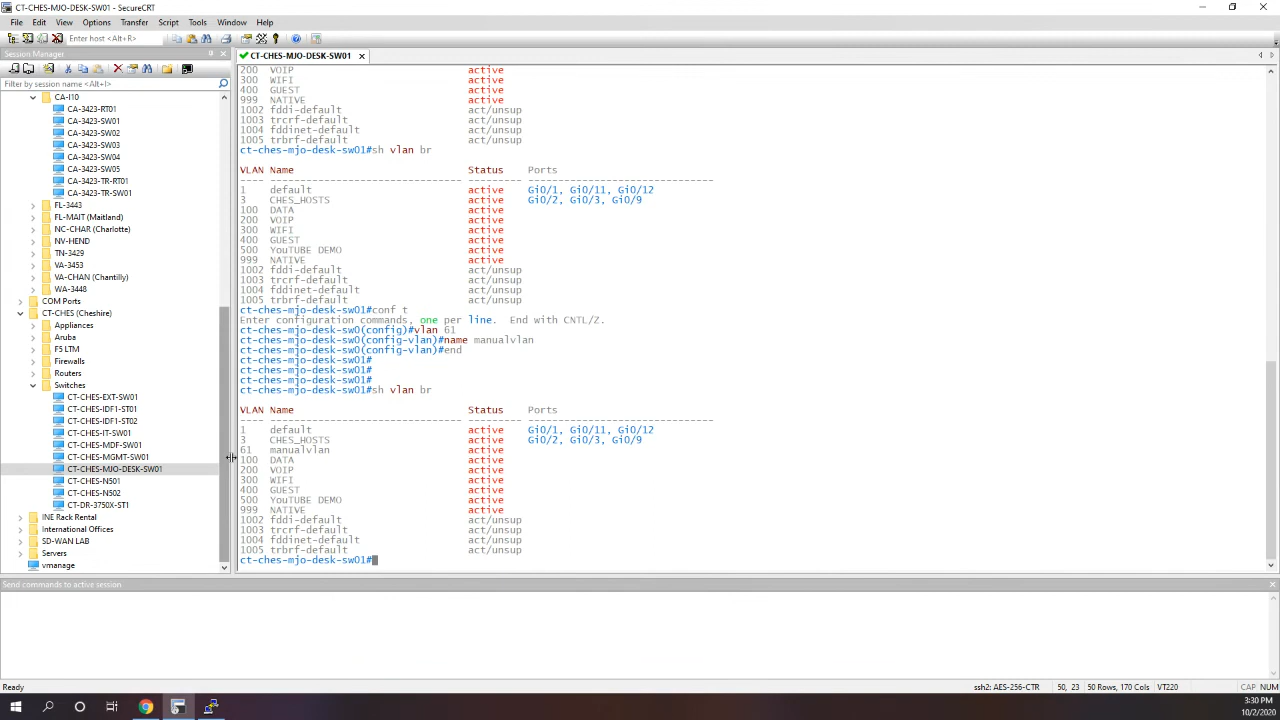 CT-CHES-MJO-DESK-SW01 - SecureCRT
File Edit View Options Transfer Script Tools Window Help
Enter host <Alt+R>
Session Manager
Filter by session name <Alt+I>
CA-I10
CA-3423-RT01
CA-3423-SW01
CA-3423-SW02
CA-3423-SW03
CA-3423-SW04
CA-3423-SW05
CA-3423-TR-RT01
CA-3423-TR-SW01
FL-3443
FL-MAIT (Maitland)
NC-CHAR (Charlotte)
NV-HEND
TN-3429
VA-3453
VA-CHAN (Chantilly)
WA-3448
COM Ports
CT-CHES (Cheshire)
Appliances
Aruba
F5 LTM
Firewalls
Routers
Switches
CT-CHES-EXT-SW01
CT-CHES-IDF1-ST01
CT-CHES-IDF1-ST02
CT-CHES-IT-SW01
CT-CHES-MDF-SW01
CT-CHES-MGMT-SW01
CT-CHES-MJO-DESK-SW01
CT-CHES-N501
CT-CHES-N502
CT-DR-3750X-ST1
INE Rack Rental
International Offices
SD-WAN LAB
Servers
vmanage
CT-CHES-MJO-DESK-SW01
200 VOIP active
300 WIFI active
400 GUEST active
999 NATIVE active
1002 fddi-default act/unsup
1003 trcrf-default act/unsup
1004 fddinet-default act/unsup
1005 trbrf-default act/unsup
ct-ches-mjo-desk-sw01#sh vlan br
VLAN Name Status Ports
---- -------------------------------- --------- -------------------------------
1 default active Gi0/1, Gi0/11, Gi0/12
3 CHES_HOSTS active Gi0/2, Gi0/3, Gi0/9
100 DATA active
200 VOIP active
300 WIFI active
400 GUEST active
500 YouTUBE DEMO active
999 NATIVE active
1002 fddi-default act/unsup
1003 trcrf-default act/unsup
1004 fddinet-default act/unsup
1005 trbrf-default act/unsup
ct-ches-mjo-desk-sw01#conf t
Enter configuration commands, one per line. End with CNTL/Z.
ct-ches-mjo-desk-sw0(config)#vlan 61
ct-ches-mjo-desk-sw0(config-vlan)#name manualvlan
ct-ches-mjo-desk-sw0(config-vlan)#end
ct-ches-mjo-desk-sw01#
ct-ches-mjo-desk-sw01#
ct-ches-mjo-desk-sw01#
ct-ches-mjo-desk-sw01#sh vlan br
VLAN Name Status Ports
---- -------------------------------- --------- -------------------------------
1 default active Gi0/1, Gi0/11, Gi0/12
3 CHES_HOSTS active Gi0/2, Gi0/3, Gi0/9
61 manualvlan active
100 DATA active
200 VOIP active
300 WIFI active
400 GUEST active
500 YouTUBE DEMO active
999 NATIVE active
1002 fddi-default act/unsup
1003 trcrf-default act/unsup
1004 fddinet-default act/unsup
1005 trbrf-default act/unsup
ct-ches-mjo-desk-sw01#
Send commands to active session
Ready ssh2: AES-256-CTR 50, 23 50 Rows, 170 Cols VT220 CAP NUM
3:30 PM
10/2/2020